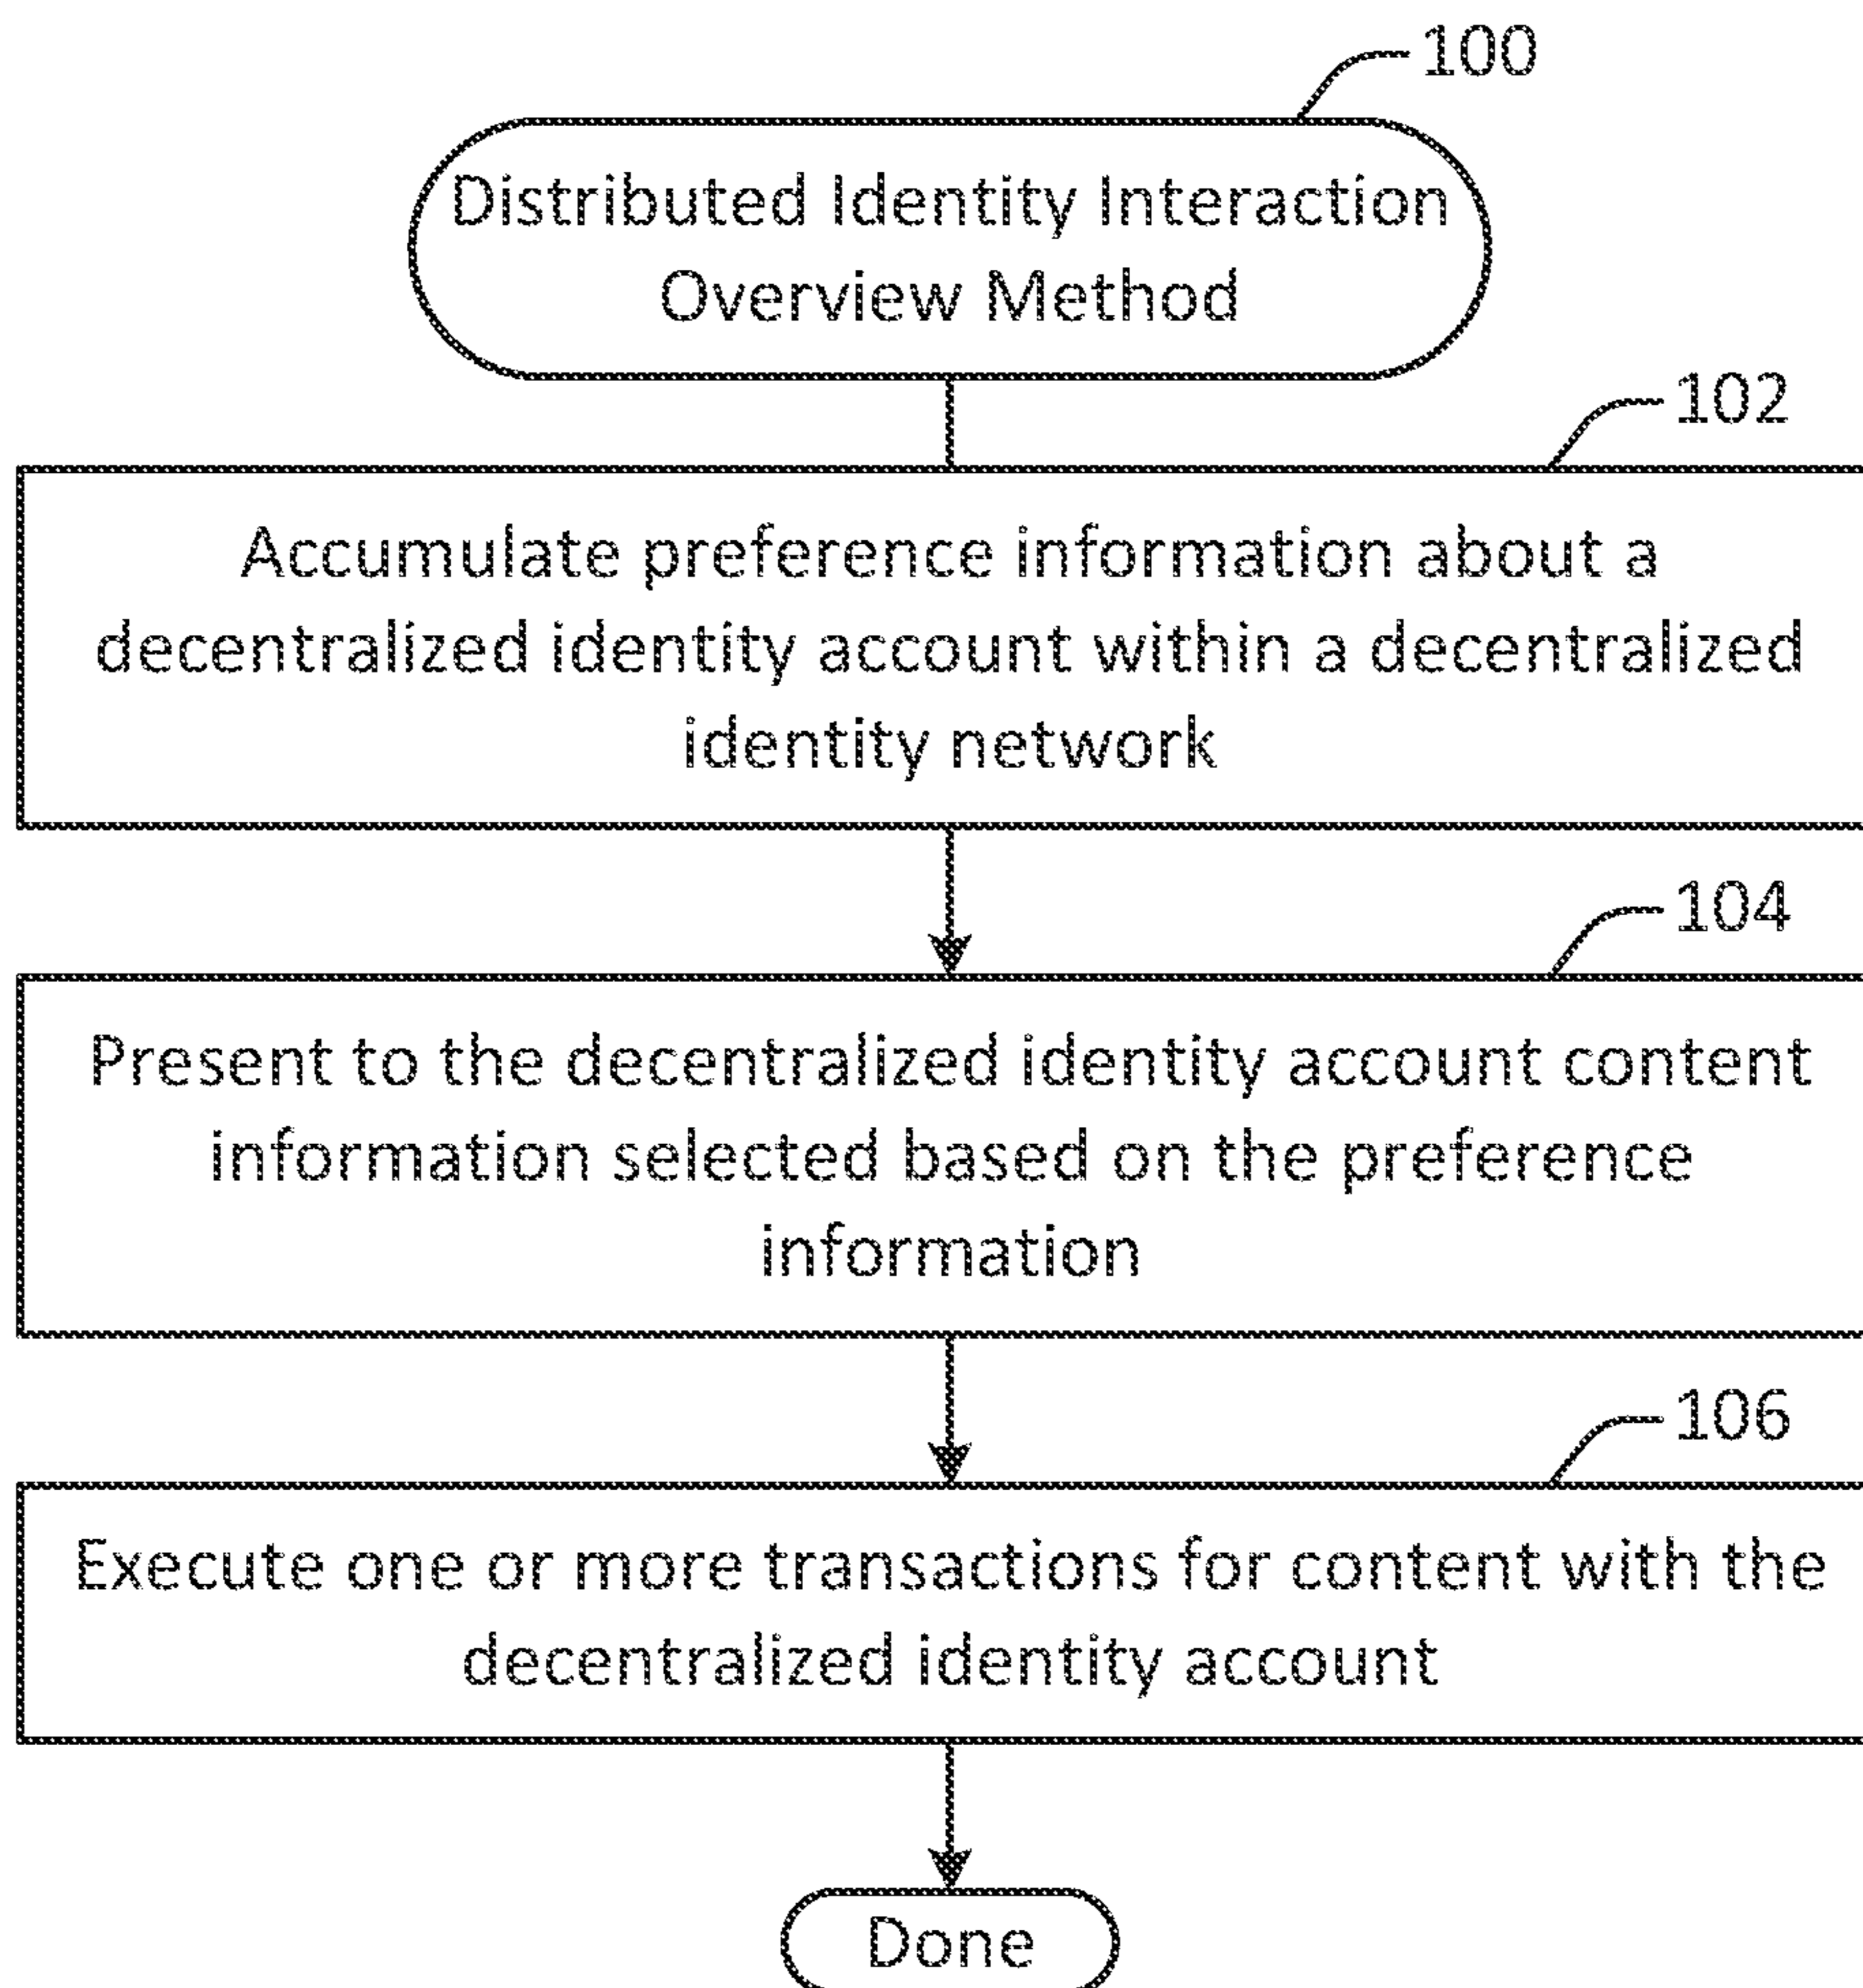 100
Distributed Identity Interaction
Overview Method
102
Accumulate preference information about a
decentralized identity account within a decentralized
identity network
104
Present to the decentralized identity account content
information selected based on the preference
information
106
Execute one or more transactions for content with the
decentralized identity account
Done